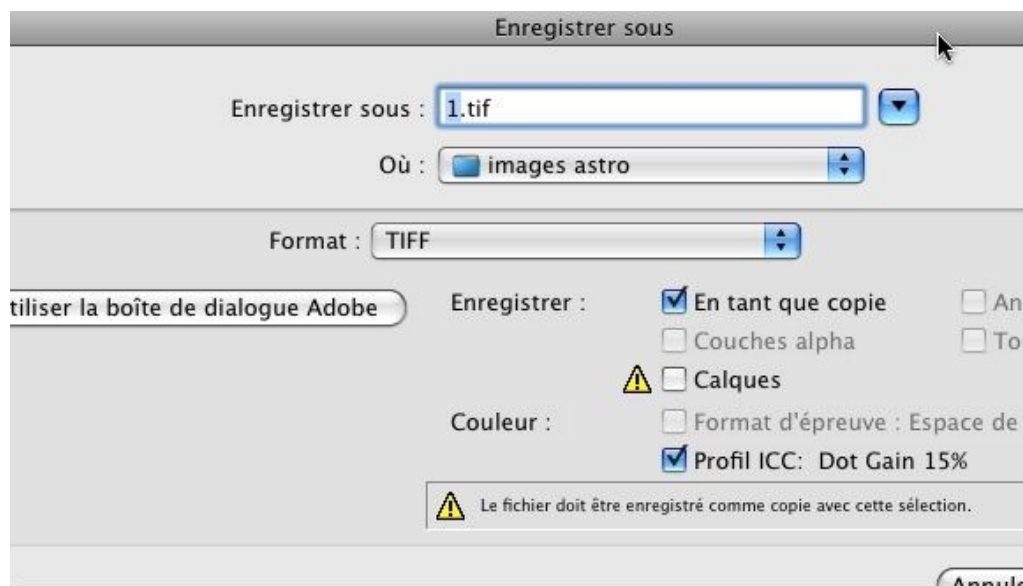 Enregistrer sous
Enregistrer sous : 1.tif
Où : images astro
Format : TIFF
tiliser la boîte de dialogue Adobe
Enregistrer : En tant que copie An
Couches alpha To
Calques
Couleur : Format d'épreuve : Espace de
Profil ICC: Dot Gain 15%
Le fichier doit être enregistré comme copie avec cette sélection.
Annule